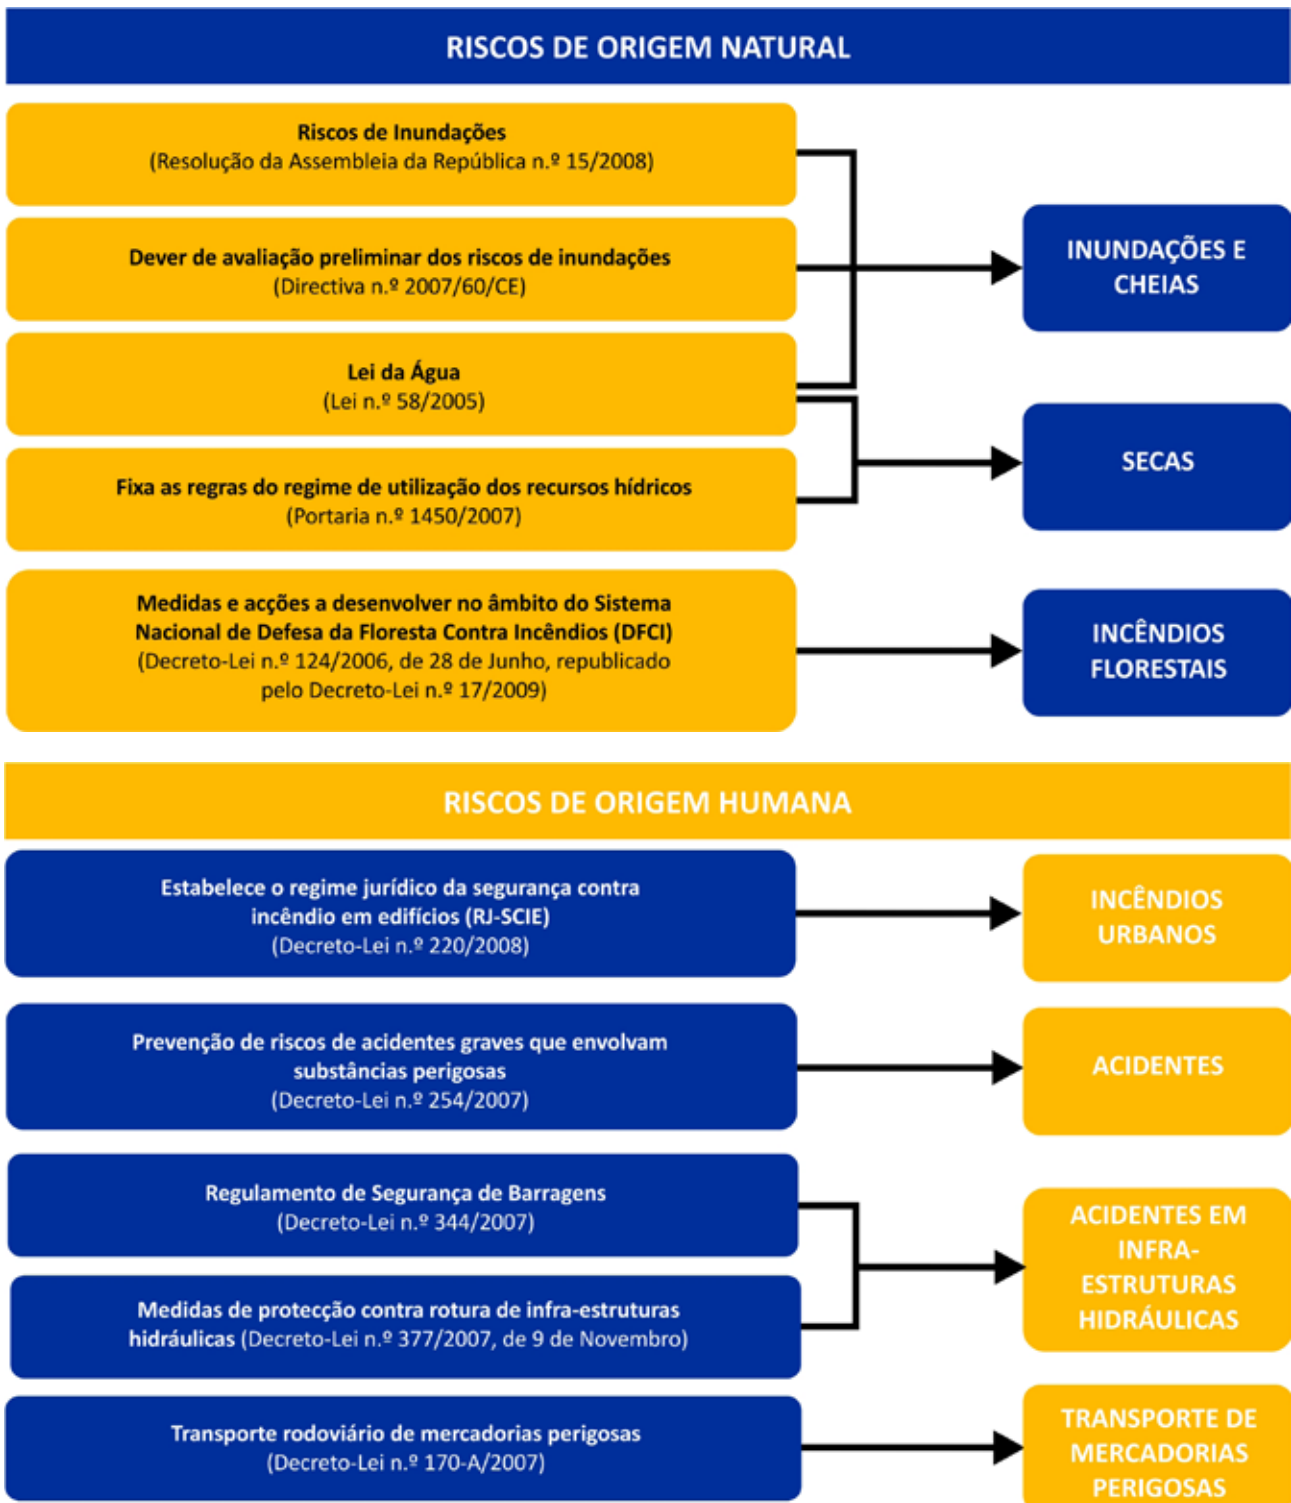 RISCOS DE ORIGEM NATURAL
Riscos de Inundações
(Resolução da Assembleia da República n.º 15/2008)
Dever de avaliação preliminar dos riscos de inundações
(Directiva n.º 2007/60/CE)
INUNDAÇÕES E
CHEIAS
Lei da Água
(Lei n.º 58/2005)
Fixa as regras do regime de utilização dos recursos hídricos
(Portaria n.º 1450/2007)
SECAS
Medidas e acções a desenvolver no âmbito do Sistema
Nacional de Defesa da Floresta Contra Incêndios (DFCI)
(Decreto-Lei n.º 124/2006, de 28 de Junho, republicado
pelo Decreto-Lei n.º 17/2009)
INCÊNDIOS
FLORESTAIS
RISCOS DE ORIGEM HUMANA
Estabelece o regime jurídico da segurança contra
incêndio em edifícios (RJ-SCIE)
(Decreto-Lei n.º 220/2008)
INCÊNDIOS
URBANOS
Prevenção de riscos de acidentes graves que envolvam
substâncias perigosas
(Decreto-Lei n.º 254/2007)
ACIDENTES
Regulamento de Segurança de Barragens
(Decreto-Lei n.º 344/2007)
Medidas de protecção contra rotura de infra-estruturas
hidráulicas (Decreto-Lei n.º 377/2007, de 9 de Novembro)
ACIDENTES EM
INFRA-
ESTRUTURAS
HIDRÁULICAS
Transporte rodoviário de mercadorias perigosas
(Decreto-Lei n.º 170-A/2007)
TRANSPORTE DE
MERCADORIAS
PERIGOSAS